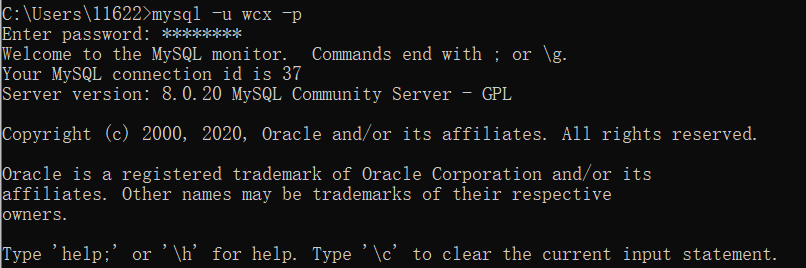 C:\Users\11622>mysql -u wcx -p
Enter password: ********
Welcome to the MySQL monitor.  Commands end with ; or \g.
Your MySQL connection id is 37
Server version: 8.0.20 MySQL Community Server - GPL
Copyright (c) 2000, 2020, Oracle and/or its affiliates. All rights reserved.
Oracle is a registered trademark of Oracle Corporation and/or its
affiliates. Other names may be trademarks of their respective
owners.
Type 'help;' or '\h' for help. Type '\c' to clear the current input statement.